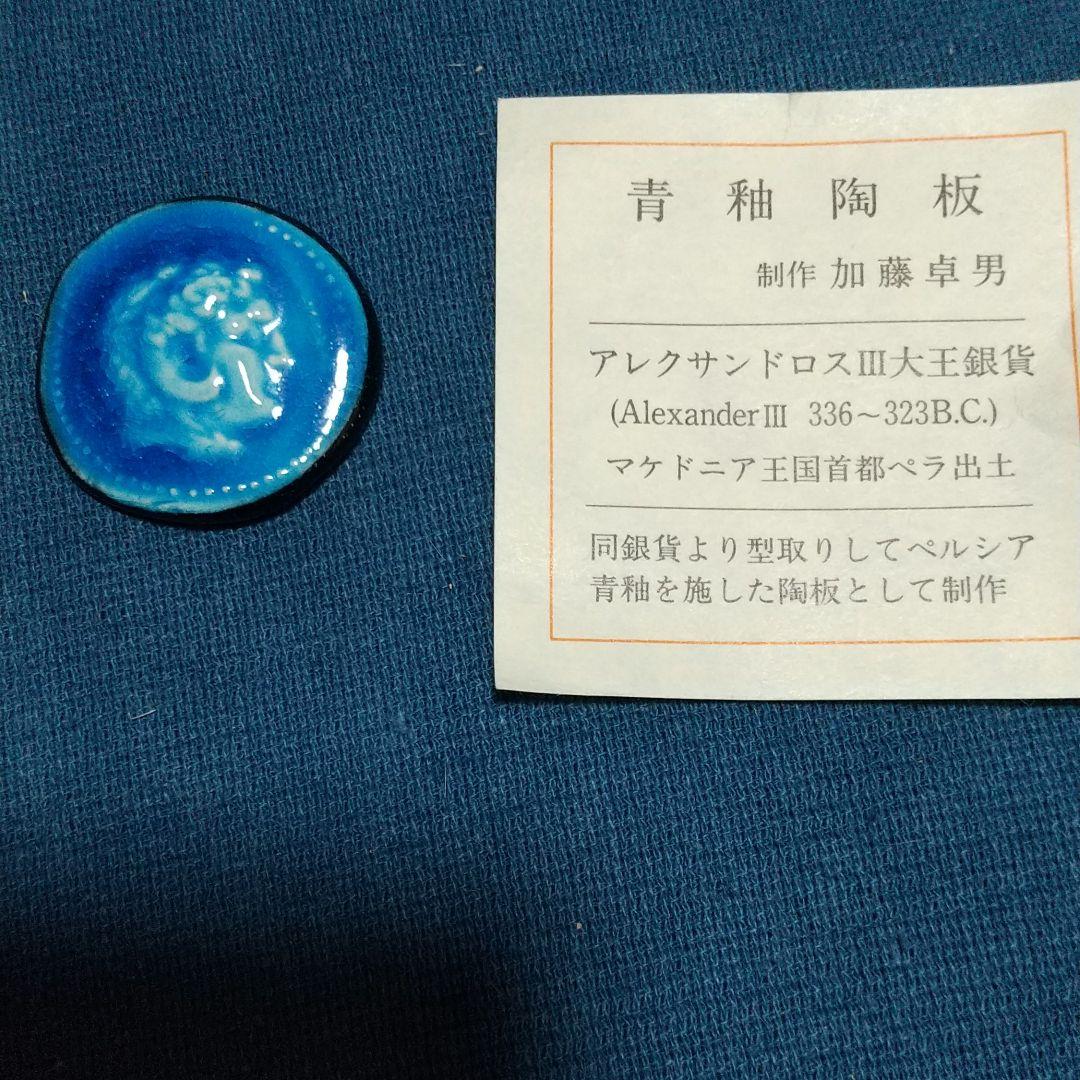 青釉陶板
制作 加藤卓男
アレクサンドロスIII大王銀貨
(Alexander III 336～323B.C.)
マケドニア王国首都ペラ出土
同銀貨より型取りしてペルシア
青釉を施した陶板として制作